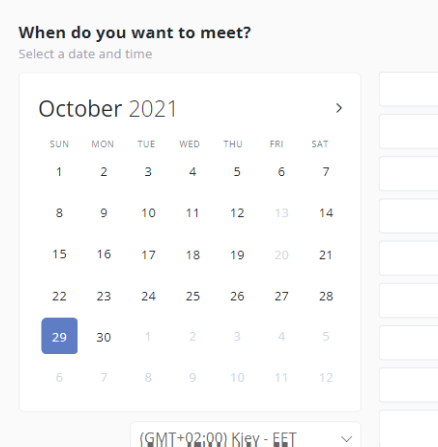 When do you want to meet?
Select a date and time
October 2021
SUN MON TUE WED THU FRI SAT
1 2 3 4 5 6 7
8 9 10 11 12 13 14
15 16 17 18 19 20 21
22 23 24 25 26 27 28
29 30 1 2 3 4 5
6 7 8 9 10 11 12
(GMT+02:00) Kiev - EET